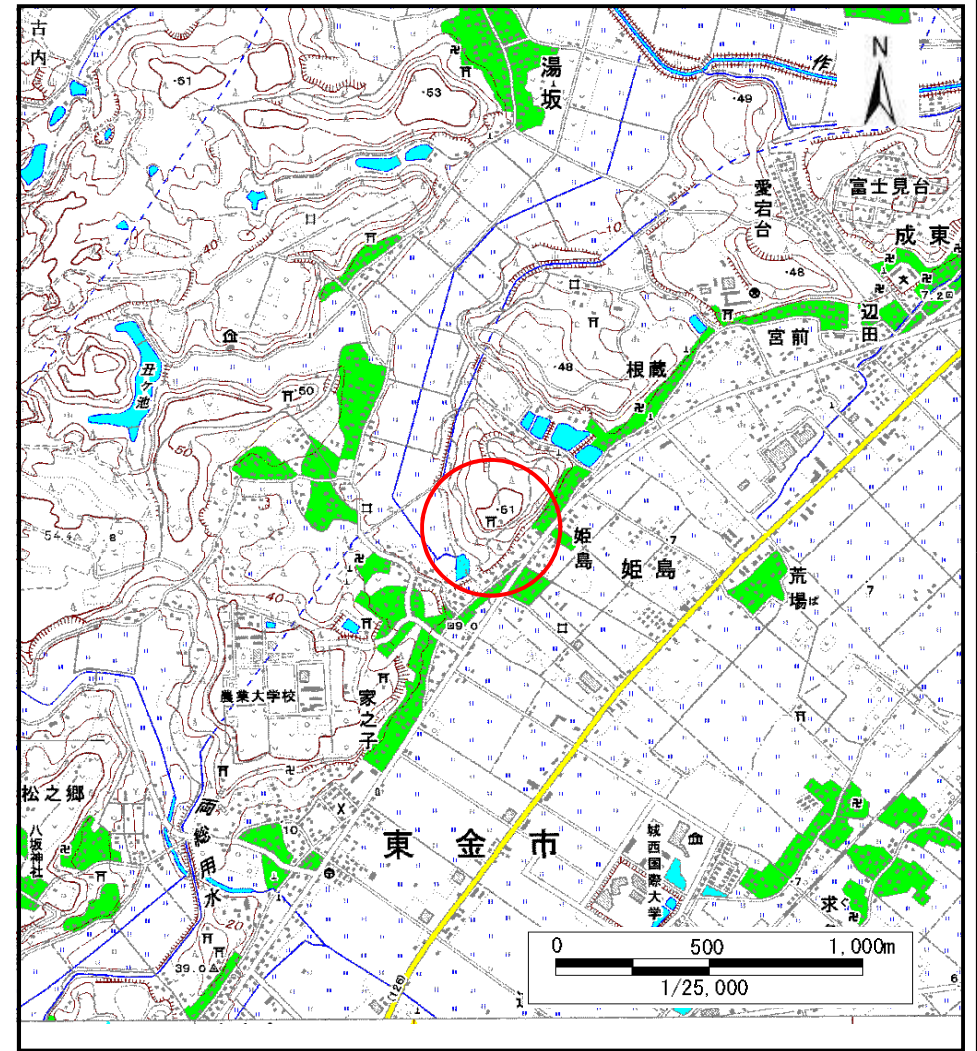 古内
湯坂
作
N
・61
・53
・49
愛宕台
富士見台
成東
40
10
・48
7.2
辺田
宮前
丑ケ池
・50
・48
根蔵
50
・61
姫島
・7
姫島
荒場
ば
7
54.4
8
40
9.0
農業大学校
家之子
松之郷
八坂神社
両総用水
10
東金市
城西国際大学
・7
求
く
20
39.0
(126)
6
0 500 1,000m
1/25,000